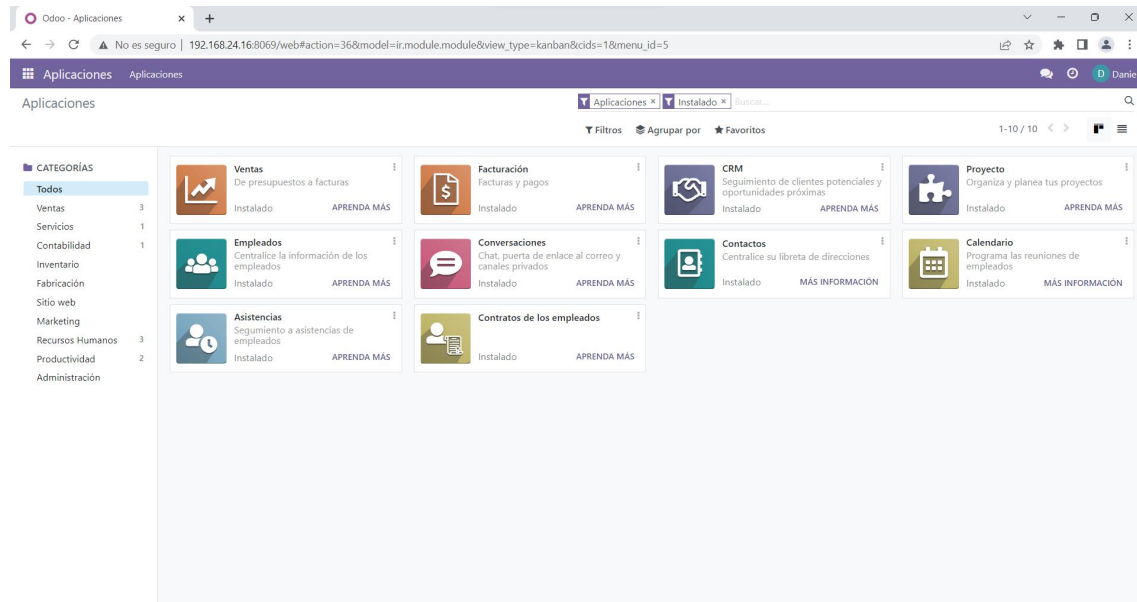 Odoo - Aplicaciones
No es seguro | 192.168.24.16:8069/web#action=36&model=ir.module.module&view_type=kanban&cids=1&menu_id=5
Aplicaciones Aplicaciones
D Danie
Aplicaciones
Aplicaciones × Instalado × Buscar...
Filtros Agrupar por Favoritos
1-10 / 10
CATEGORÍAS
Todos
Ventas 3
Servicios 1
Contabilidad 1
Inventario
Fabricación
Sitio web
Marketing
Recursos Humanos 3
Productividad 2
Administración
Ventas
De presupuestos a facturas
Instalado APRENDA MÁS
Facturación
Facturas y pagos
Instalado APRENDA MÁS
CRM
Seguimiento de clientes potenciales y
oportunidades próximas
Instalado APRENDA MÁS
Proyecto
Organiza y planea tus proyectos
Instalado APRENDA MÁS
Empleados
Centralice la información de los
empleados
Instalado APRENDA MÁS
Conversaciones
Chat, puerta de enlace al correo y
canales privados
Instalado APRENDA MÁS
Contactos
Centralice su libreta de direcciones
Instalado MÁS INFORMACIÓN
Calendario
Programa las reuniones de
empleados
Instalado MÁS INFORMACIÓN
Asistencias
Segumiento a asistencias de
empleados
Instalado APRENDA MÁS
Contratos de los empleados
Instalado APRENDA MÁS